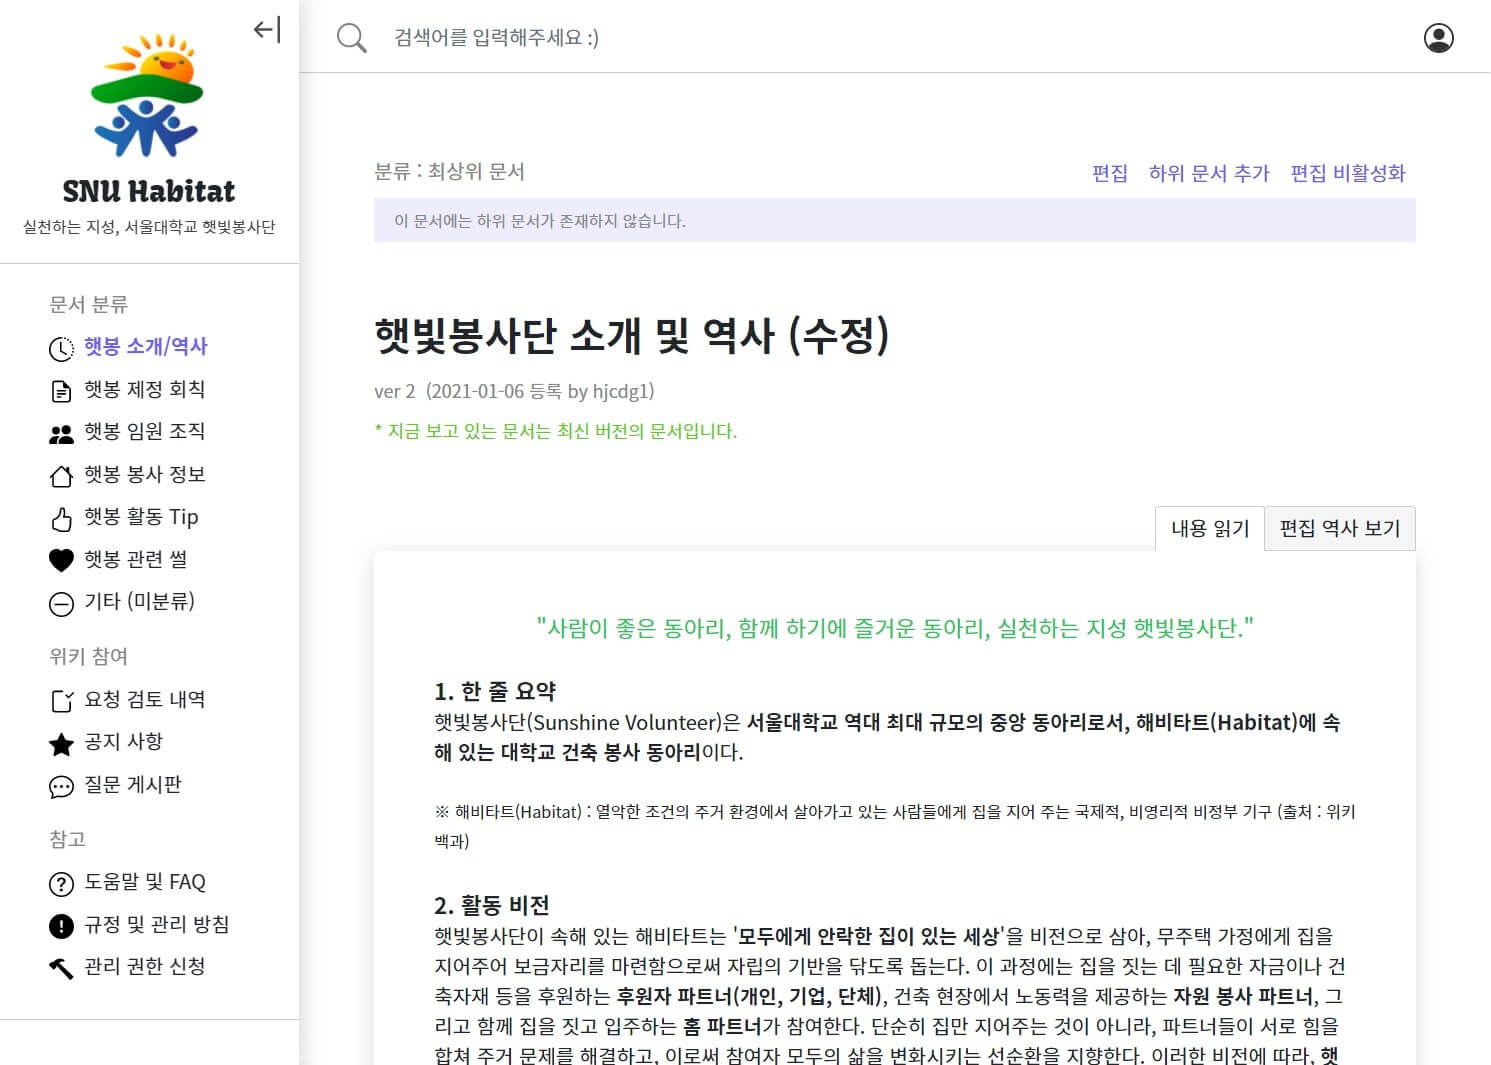 SNU Habitat
실천하는 지성, 서울대학교 햇빛봉사단
문서 분류
햇봉 소개/역사
햇봉 제정 회칙
햇봉 임원 조직
햇봉 봉사 정보
햇봉 활동 Tip
햇봉 관련 썰
기타 (미분류)
위키 참여
요청 검토 내역
공지 사항
질문 게시판
참고
도움말 및 FAQ
규정 및 관리 방침
관리 권한 신청
검색어를 입력해주세요 :)
분류 : 최상위 문서
편집 하위 문서 추가 편집 비활성화
이 문서에는 하위 문서가 존재하지 않습니다.
햇빛봉사단 소개 및 역사 (수정)
ver 2 (2021-01-06 등록 by hjcdg1)
* 지금 보고 있는 문서는 최신 버전의 문서입니다.
내용 읽기 편집 역사 보기
"사람이 좋은 동아리, 함께 하기에 즐거운 동아리, 실천하는 지성 햇빛봉사단."
1. 한 줄 요약
햇빛봉사단(Sunshine Volunteer)은 서울대학교 역대 최대 규모의 중앙 동아리로서, 해비타트(Habitat)에 속
해 있는 대학교 건축 봉사 동아리이다.
※ 해비타트(Habitat) : 열악한 조건의 주거 환경에서 살아가고 있는 사람들에게 집을 지어 주는 국제적, 비영리적 비정부 기구 (출처 : 위키
백과)
2. 활동 비전
햇빛봉사단이 속해 있는 해비타트는 '모두에게 안락한 집이 있는 세상'을 비전으로 삼아, 무주택 가정에게 집을
지어주어 보금자리를 마련함으로써 자립의 기반을 닦도록 돕는다. 이 과정에는 집을 짓는 데 필요한 자금이나 건
축자재 등을 후원하는 후원자 파트너(개인, 기업, 단체), 건축 현장에서 노동력을 제공하는 자원 봉사 파트너, 그
리고 함께 집을 짓고 입주하는 홈 파트너가 참여한다. 단순히 집만 지어주는 것이 아니라, 파트너들이 서로 힘을
합쳐 주거 문제를 해결하고, 이로써 참여자 모두의 삶을 변화시키는 선순환을 지향한다. 이러한 비전에 따라, 햇